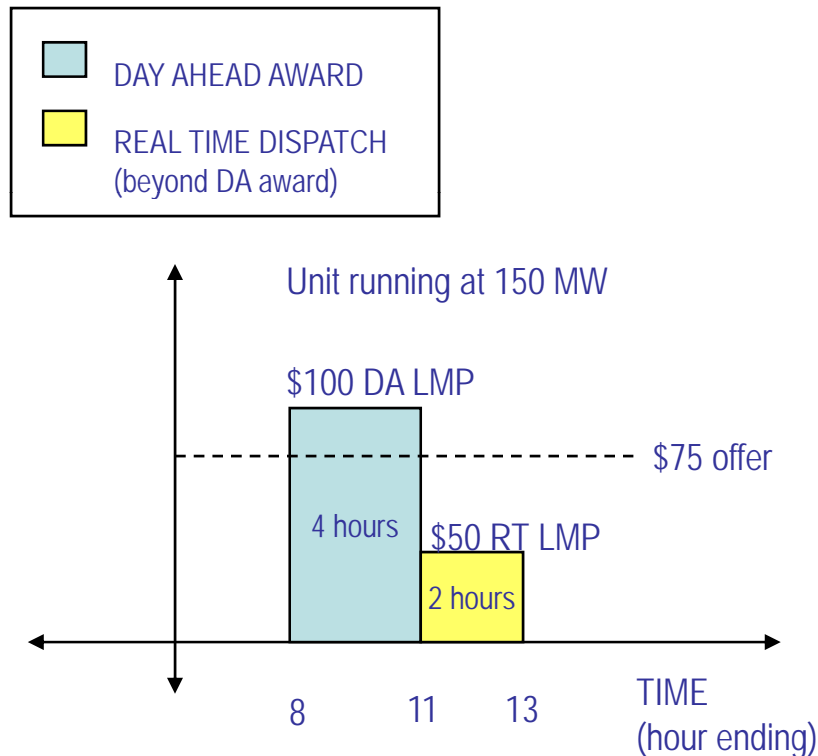 DAY AHEAD AWARD
REAL TIME DISPATCH
(beyond DA award)
Unit running at 150 MW
$100 DA LMP
$75 offer
4 hours
$50 RT LMP
2 hours
8
11
13
TIME
(hour ending)